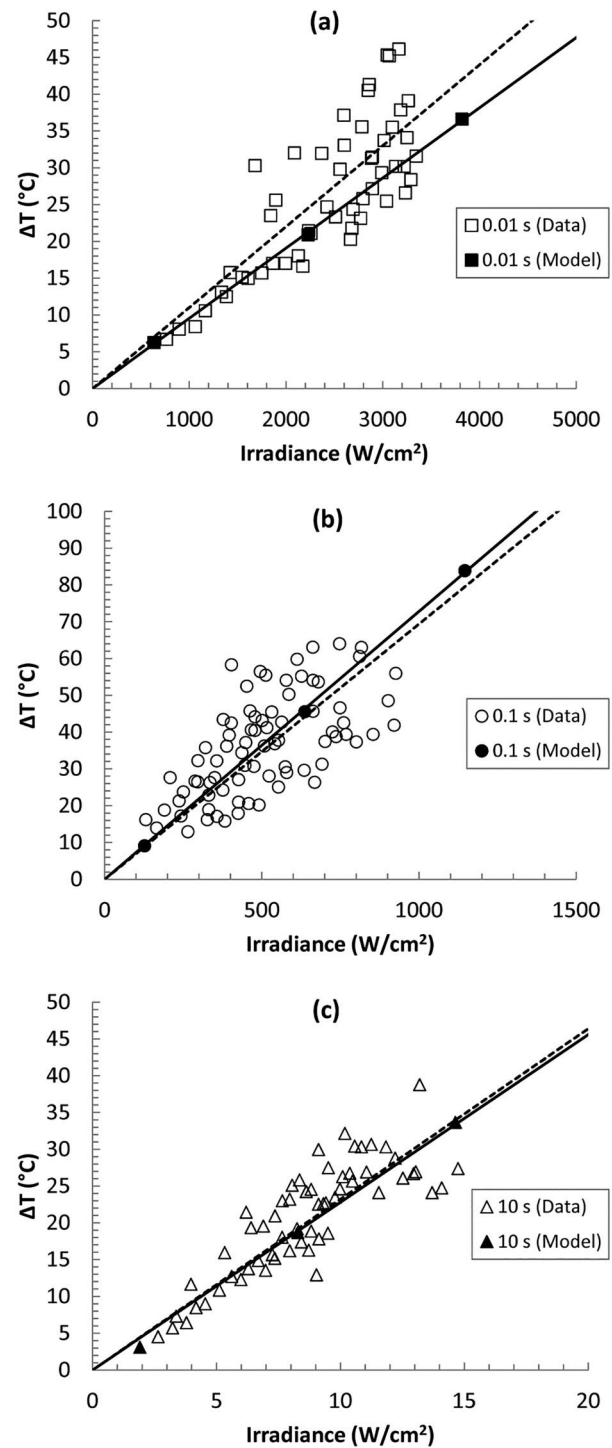 (a)
50
45
40
35
30
25
20
15
10
5
0
ΔT (°C)
0 1000 2000 3000 4000 5000
Irradiance (W/cm²)
0.01 s (Data)
0.01 s (Model)
(b)
100
90
80
70
60
50
40
30
20
10
0
ΔT (°C)
0 500 1000 1500
Irradiance (W/cm²)
0.1 s (Data)
0.1 s (Model)
(c)
50
45
40
35
30
25
20
15
10
5
0
ΔT (°C)
0 5 10 15 20
Irradiance (W/cm²)
10 s (Data)
10 s (Model)